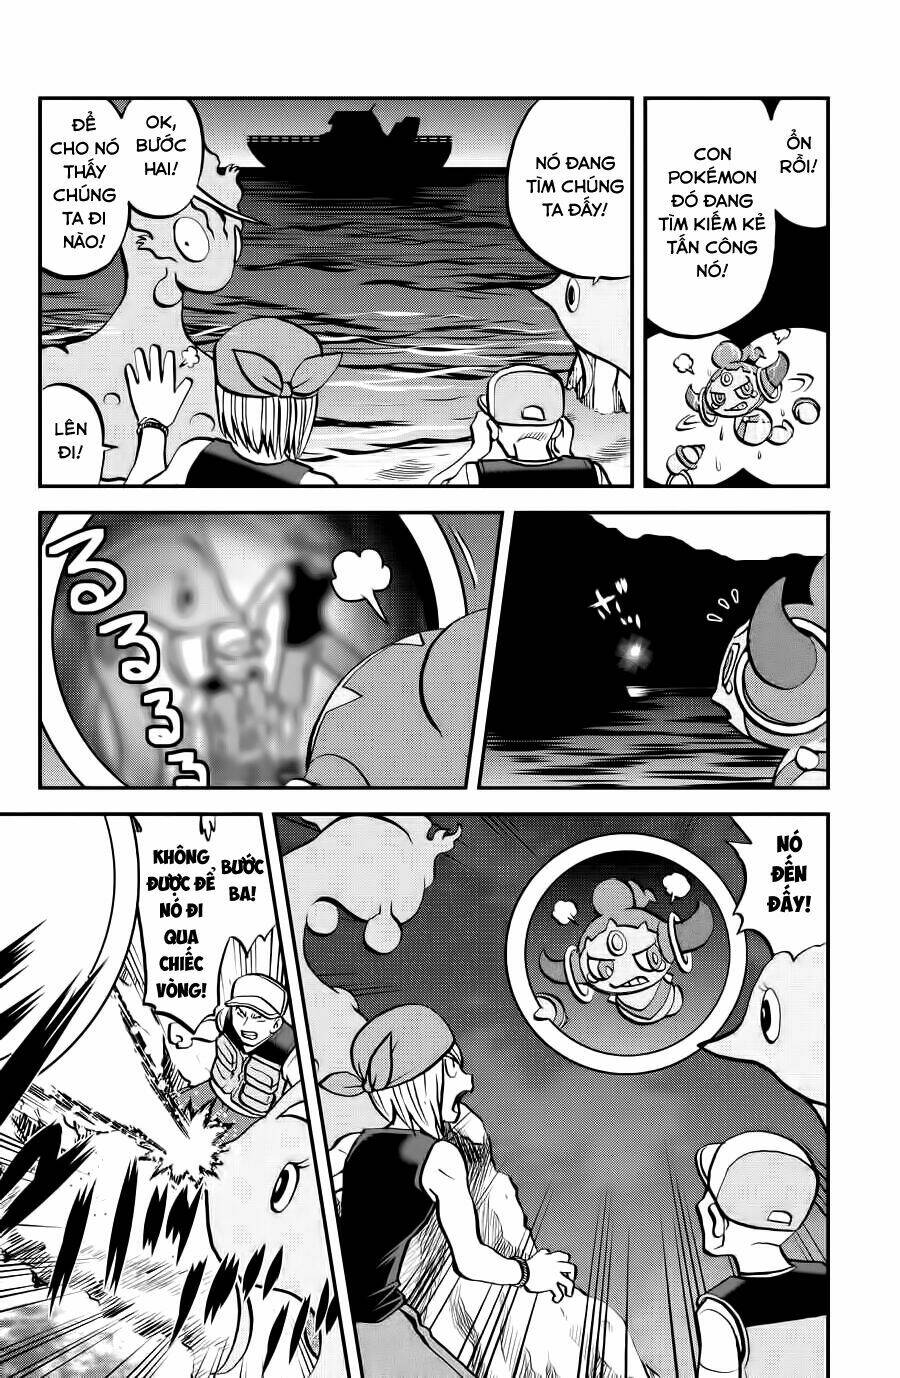 ỔN
RỒI!
CON
POKÉMON
ĐÓ ĐANG
TÌM KIẾM KẺ
TẤN CÔNG
NÓ!
NÓ ĐANG
TÌM CHÚNG
TA ĐẤY!
OK,
BƯỚC
HAI!
ĐỂ
CHO NÓ
THẤY
CHÚNG
TA ĐI
NÀO!
LÊN
ĐI!
る
る
る
る
NÓ
ĐẾN
ĐẤY!
BƯỚC
BA!
KHÔNG
ĐƯỢC ĐỂ
NÓ ĐI
QUA
CHIẾC
VÒNG!